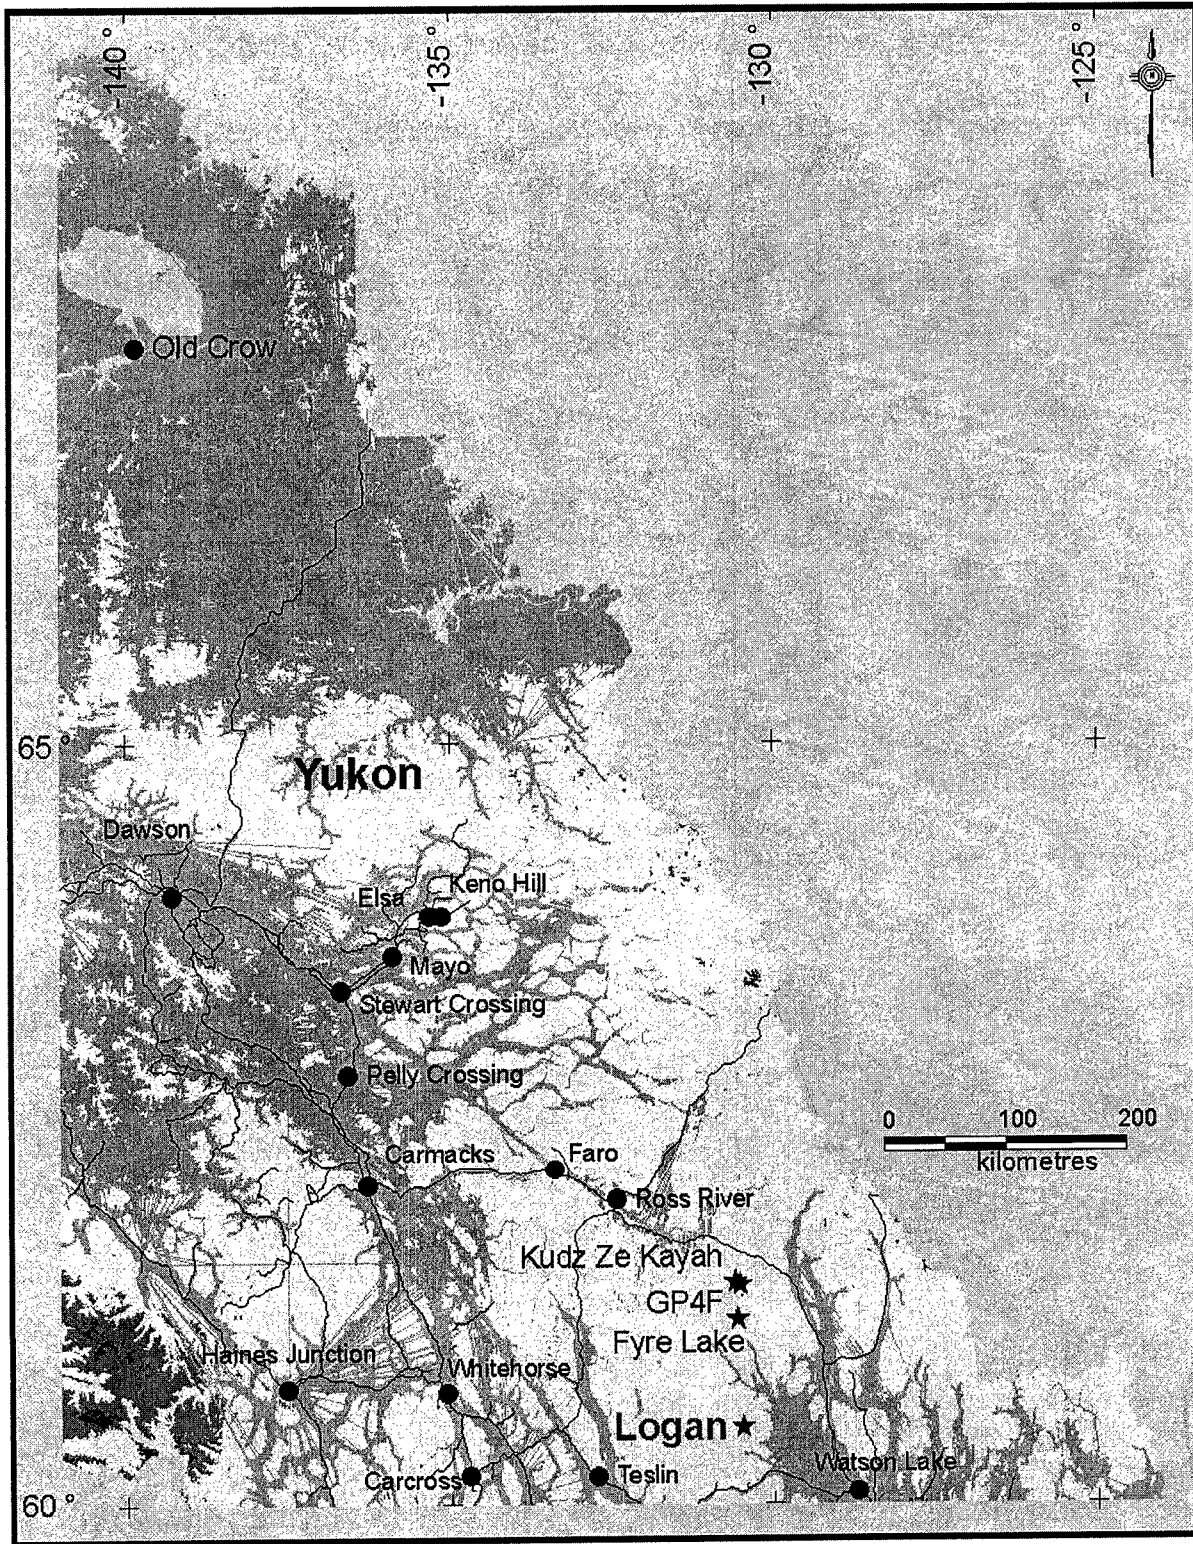 -140°
-135°
-130°
-125°
Old Crow
65°
Yukon
Dawson
Keno Hill
Elsa
Mayo
Stewart Crossing
Pelly Crossing
0 100 200
kilometres
Carmacks
Faro
Ross River
Kudz Ze Kayah
GP4F
Fyre Lake
Haines Junction
Whitehorse
Logan
Watson Lake
Carcross
Teslin
60°